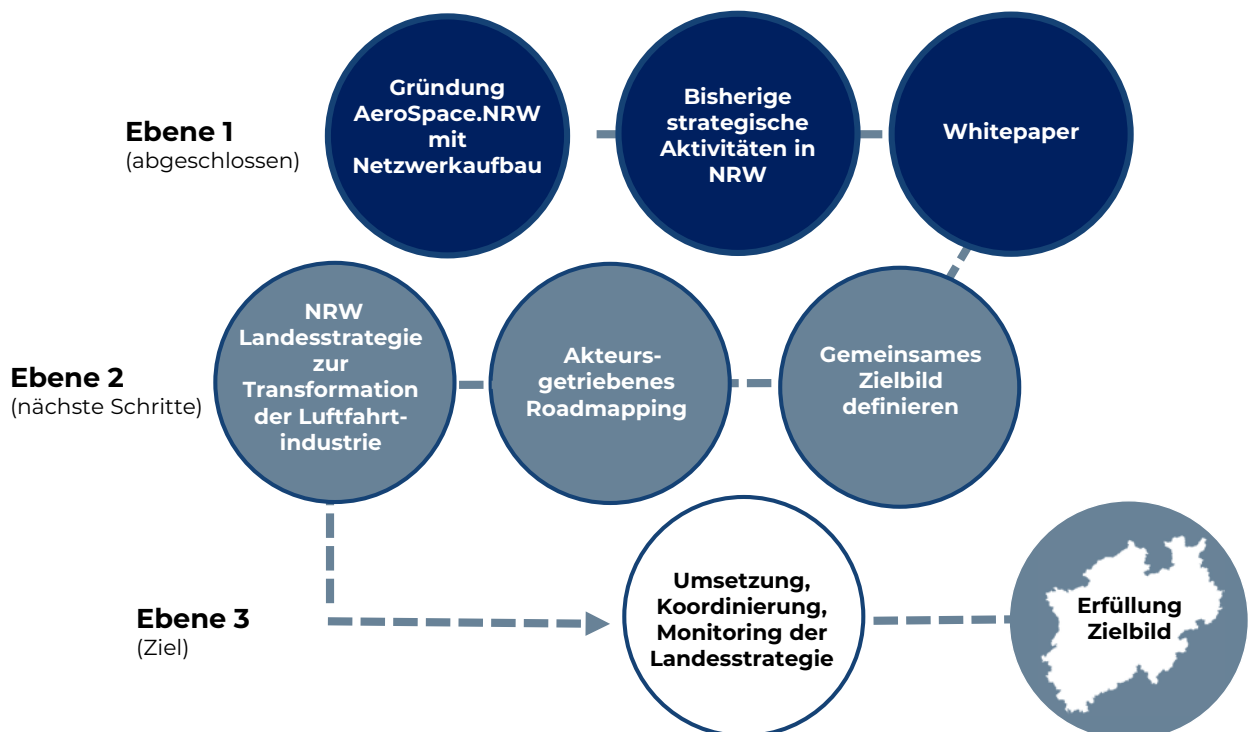 Ebene 1
(abgeschlossen)
Gründung
AeroSpace.NRW
mit
Netzwerkaufbau
Bisherige
strategische
Aktivitäten in
NRW
Whitepaper
Ebene 2
(nächste Schritte)
NRW
Landesstrategie
zur
Transformation
der Luftfahrt-
industrie
Akteurs-
getriebenes
Roadmapping
Gemeinsames
Zielbild
definieren
Ebene 3
(Ziel)
Umsetzung,
Koordinierung,
Monitoring der
Landesstrategie
Erfüllung
Zielbild